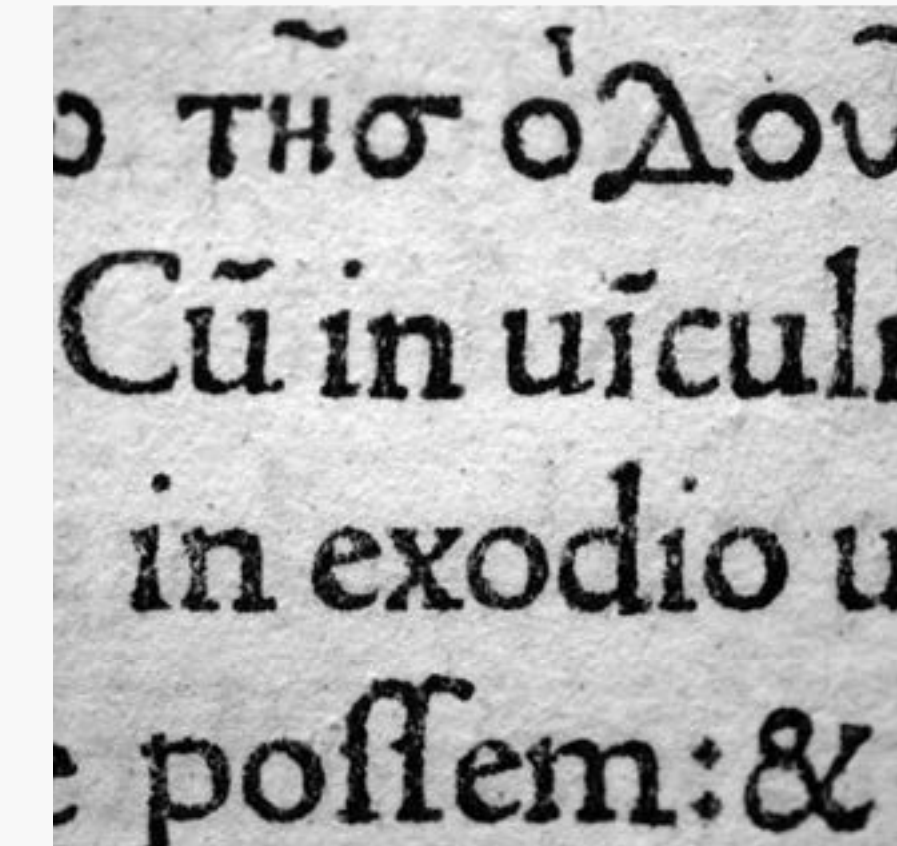 τῆσ ὁδοῦ
Cũ in uĩcul
in exodio
poſſem: &